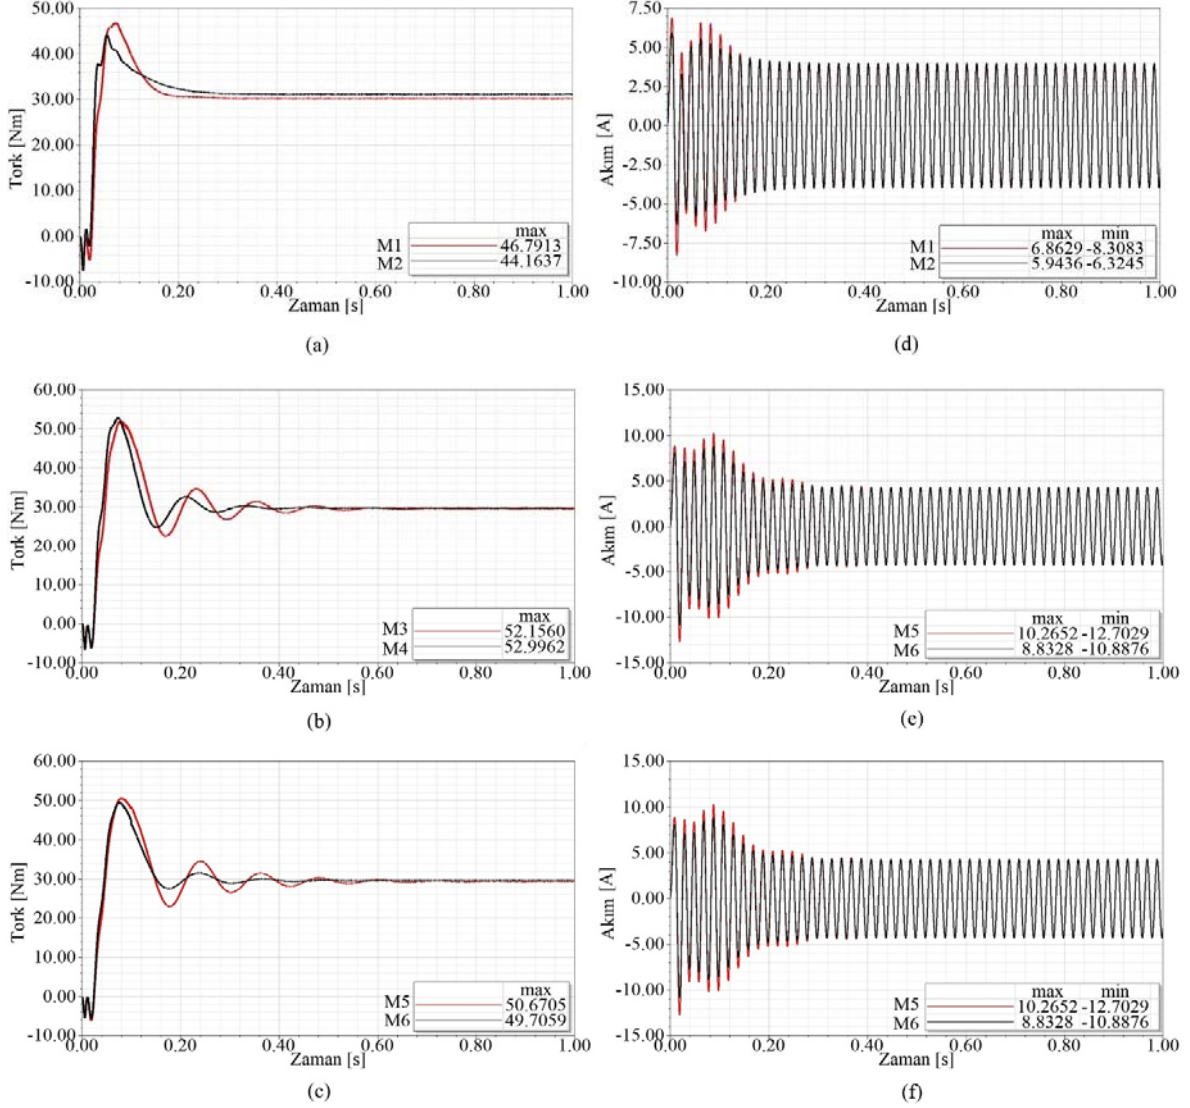 50.00
40.00
30.00
20.00
10.00
0.00
-10.00
Tork [Nm]
max
M1 46.7913
M2 44.1637
0.00 0.20 0.40 0.60 0.80 1.00
Zaman [s]
(a)
7.50
5.00
2.50
0.00
-2.50
-5.00
-7.50
-10.00
Akım [A]
max min
M1 6.8629 -8.3083
M2 5.9436 -6.3245
0.00 0.20 0.40 0.60 0.80 1.00
Zaman [s]
(d)
60.00
50.00
40.00
30.00
20.00
10.00
0.00
-10.00
Tork [Nm]
max
M3 52.1560
M4 52.9962
0.00 0.20 0.40 0.60 0.80 1.00
Zaman [s]
(b)
15.00
10.00
5.00
0.00
-5.00
-10.00
-15.00
Akım [A]
max min
M5 10.2652 -12.7029
M6 8.8328 -10.8876
0.00 0.20 0.40 0.60 0.80 1.00
Zaman [s]
(e)
60.00
50.00
40.00
30.00
20.00
10.00
0.00
-10.00
Tork [Nm]
max
M5 50.6705
M6 49.7059
0.00 0.20 0.40 0.60 0.80 1.00
Zaman [s]
(c)
15.00
10.00
5.00
0.00
-5.00
-10.00
-15.00
Akım [A]
max min
M5 10.2652 -12.7029
M6 8.8328 -10.8876
0.00 0.20 0.40 0.60 0.80 1.00
Zaman [s]
(f)